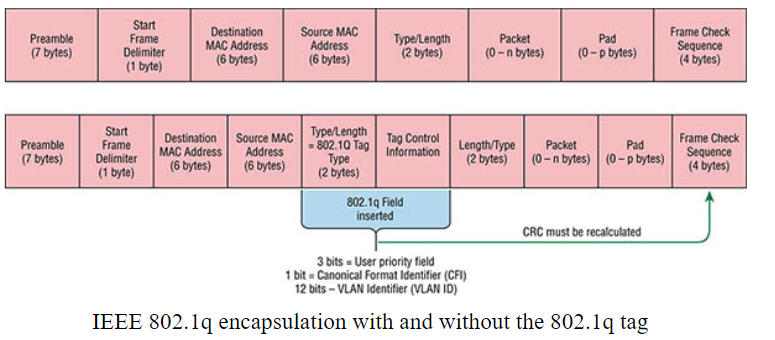 Preamble
(7 bytes)
Start
Frame
Delimiter
(1 byte)
Destination
MAC Address
(6 bytes)
Source MAC
Address
(6 bytes)
Type/Length
(2 bytes)
Packet
(0 – n bytes)
Pad
(0 – p bytes)
Frame Check
Sequence
(4 bytes)
Preamble
(7 bytes)
Start
Frame
Delimiter
(1 byte)
Destination
MAC Address
(6 bytes)
Source MAC
Address
(6 bytes)
Type/Length
= 802.1Q Tag
Type
(2 bytes)
Tag Control
Information
Length/Type
(2 bytes)
Packet
(0 – n bytes)
Pad
(0 – p bytes)
Frame Check
Sequence
(4 bytes)
802.1q Field
inserted
CRC must be recalculated
3 bits = User priority field
1 bit = Canonical Format Identifier (CFI)
12 bits – VLAN Identifier (VLAN ID)
IEEE 802.1q encapsulation with and without the 802.1q tag